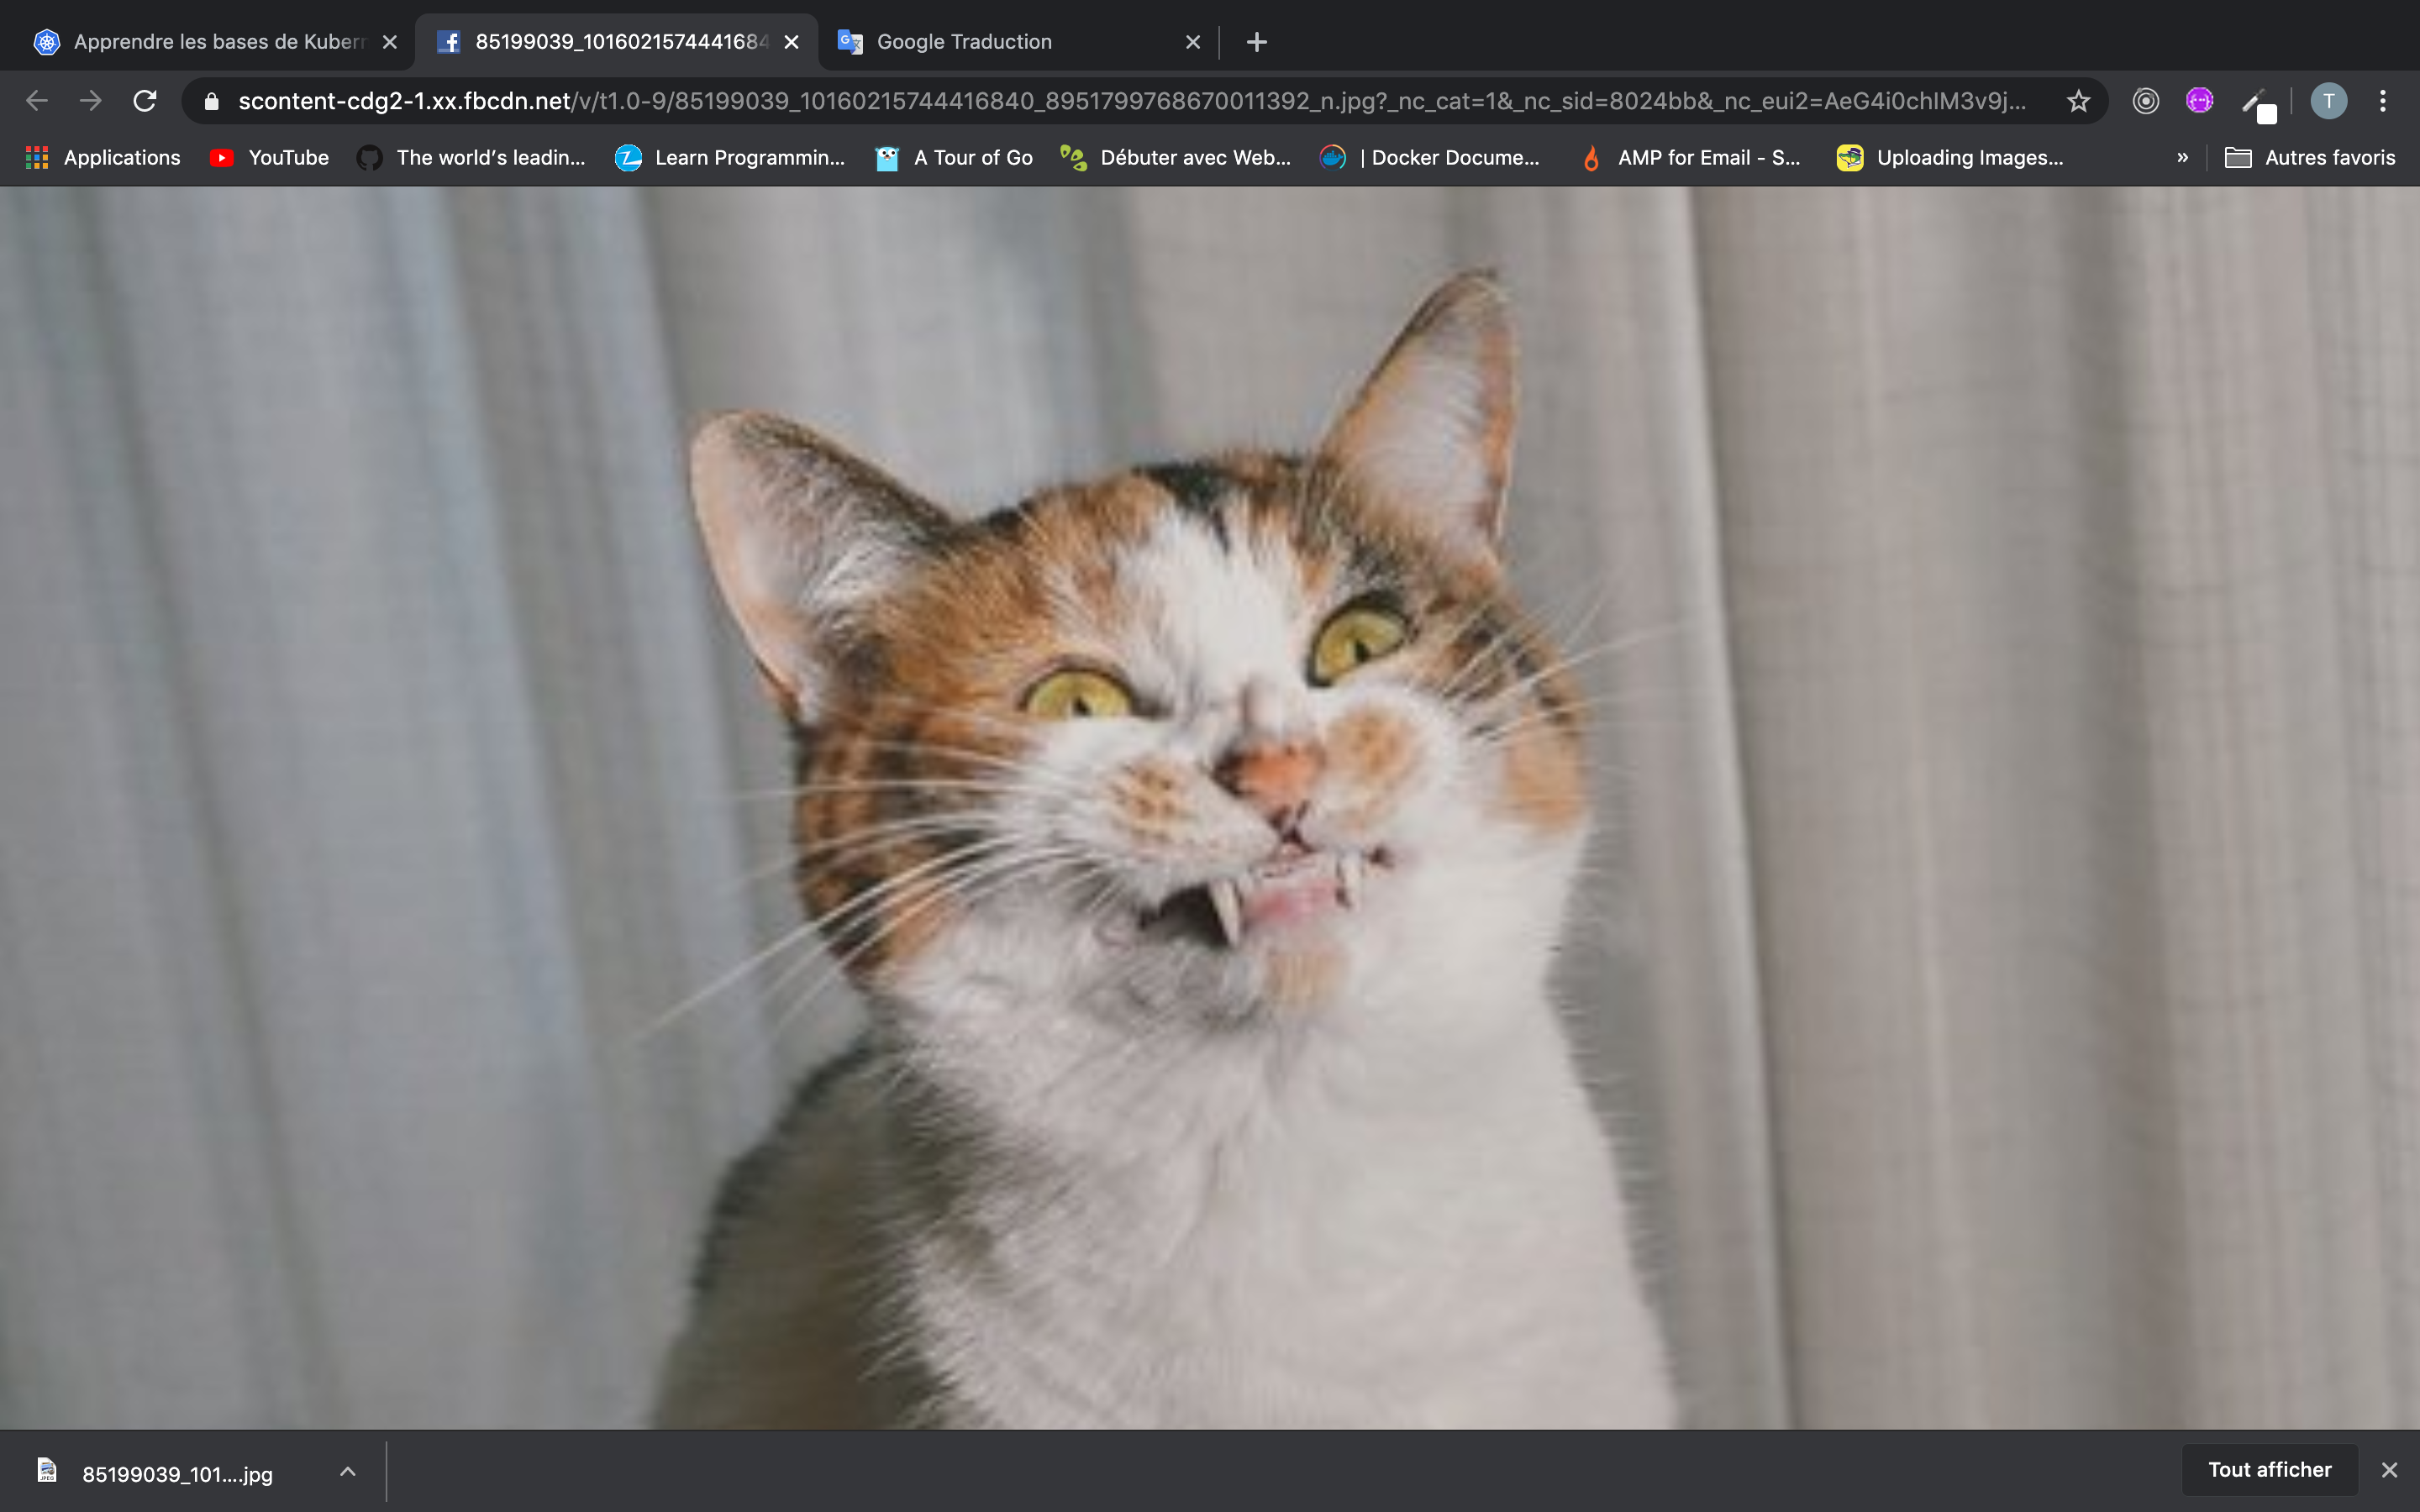 Apprendre les bases de Kubern
85199039_1016021574441684
Google Traduction
scontent-cdg2-1.xx.fbcdn.net/v/t1.0-9/85199039_10160215744416840_8951799768670011392_n.jpg?_nc_cat=1&_nc_sid=8024bb&_nc_eui2=AeG4i0chIM3v9j...
T
Applications
YouTube
The world’s leadin...
Learn Programmin...
A Tour of Go
Débuter avec Web...
| Docker Docume...
AMP for Email - S...
Uploading Images...
»
Autres favoris
85199039_101....jpg
Tout afficher